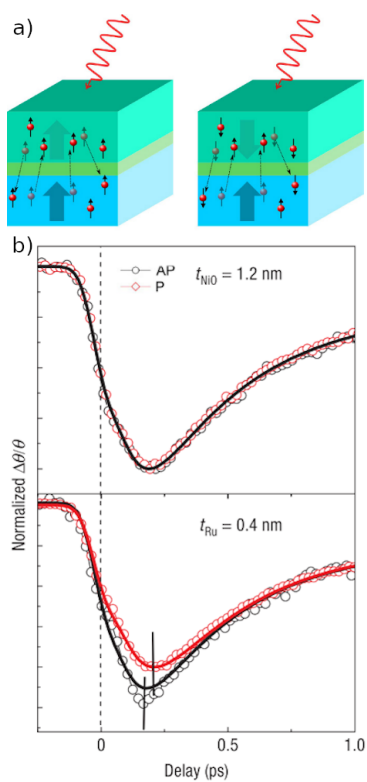 a)
b)
AP
P
t_NiO = 1.2 nm
Normalized Δθ/θ
t_Ru = 0.4 nm
0 0.5 1.0
Delay (ps)